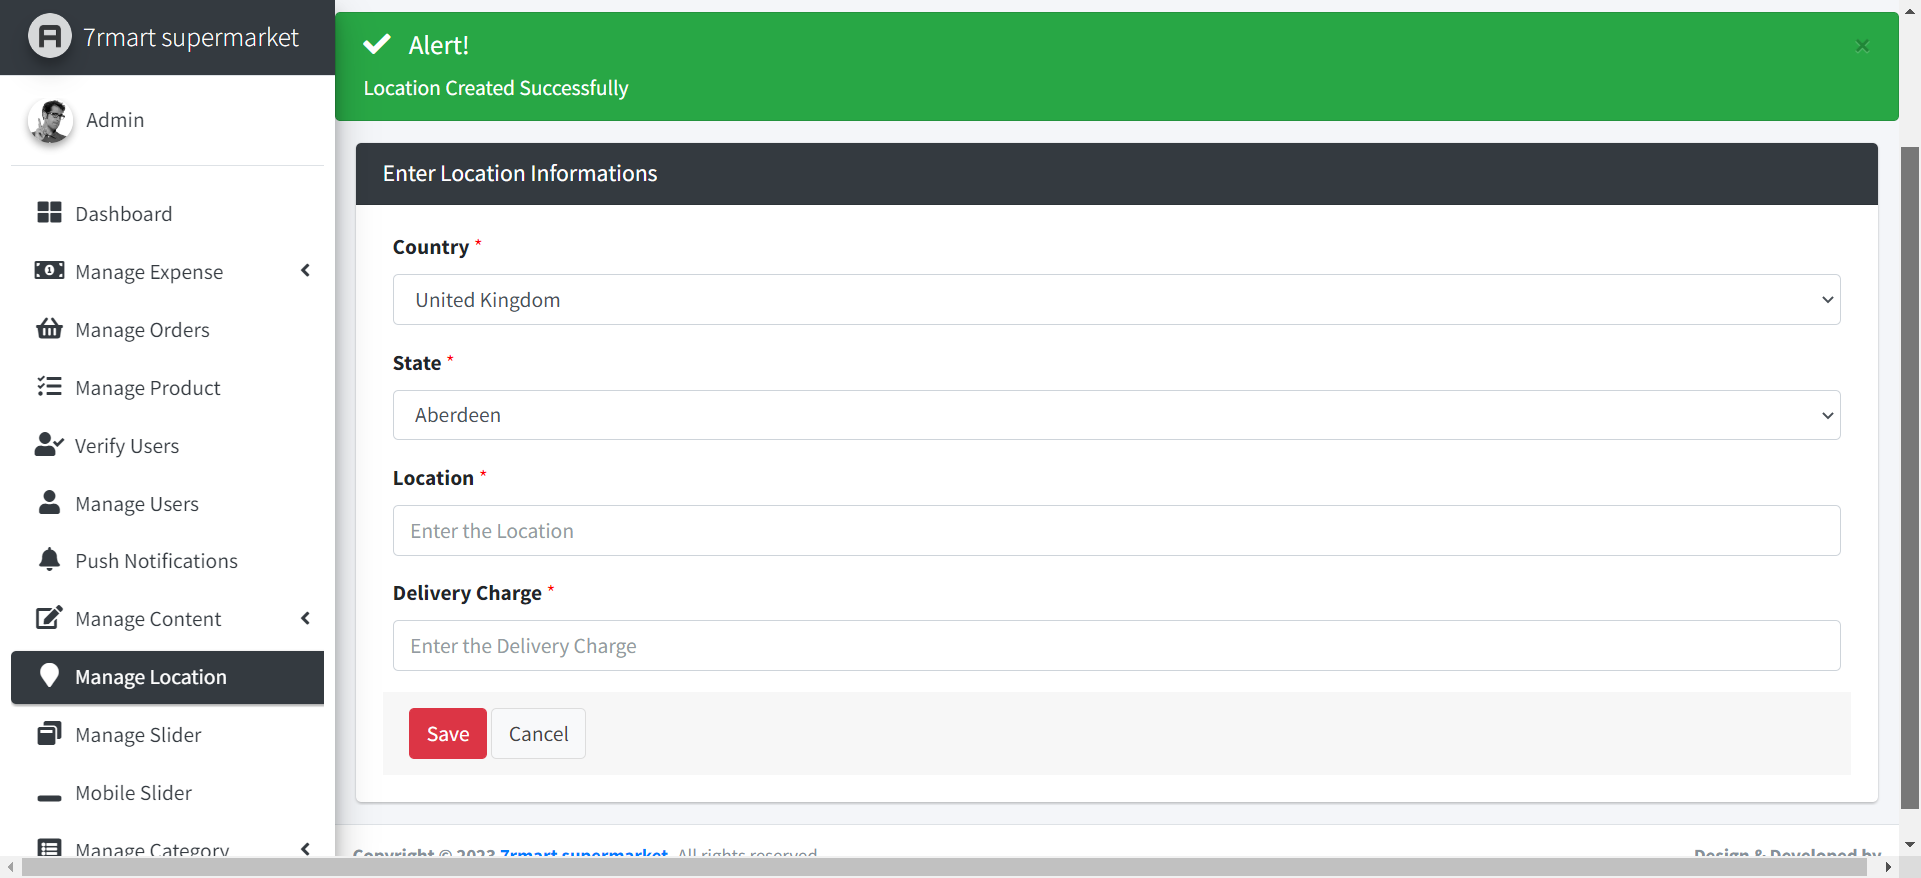 7rmart supermarket
Admin
Dashboard
Manage Expense
Manage Orders
Manage Product
Verify Users
Manage Users
Push Notifications
Manage Content
Manage Location
Manage Slider
Mobile Slider
Manage Category
Alert!
×
Location Created Successfully
Enter Location Informations
Country *
United Kingdom
State *
Aberdeen
Location *
Enter the Location
Delivery Charge *
Enter the Delivery Charge
Save Cancel
Copyright © 2023 7rmart supermarket. All rights reserved.
Design & Developed by